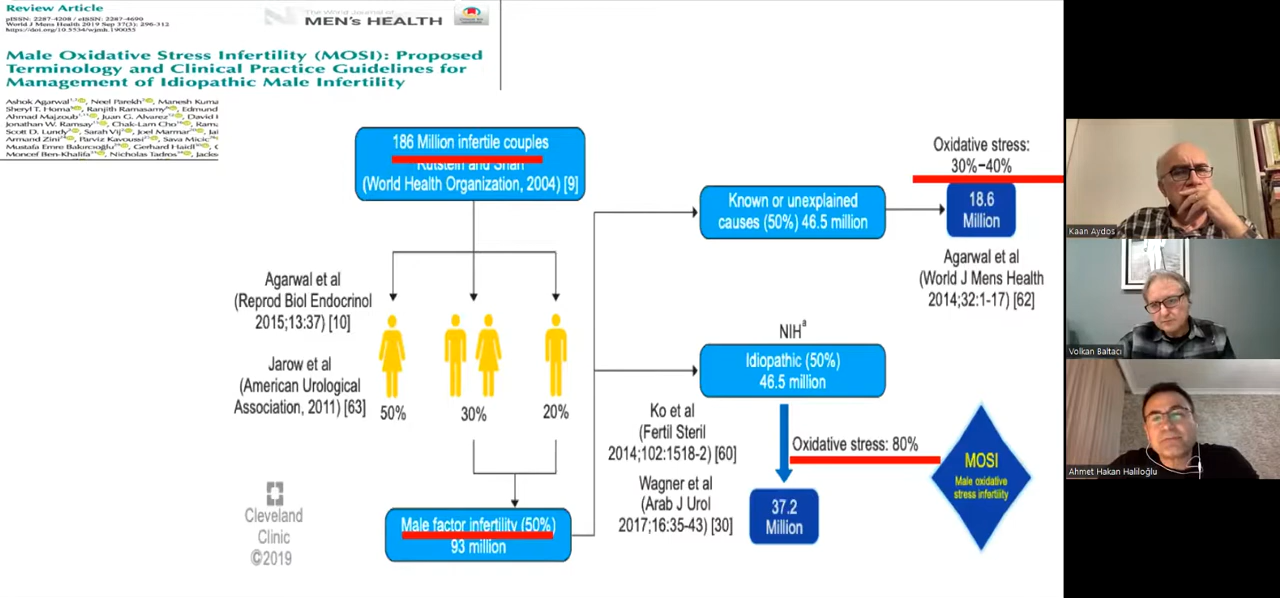 Review Article
pISSN: 2287-4208 / eISSN: 2287-4690
World J Mens Health 2019 Sep 37(3): 296-312
https://doi.org/10.5534/wjmh.190055
The World Journal of
MEN's HEALTH
Male Oxidative Stress Infertility (MOSI): Proposed
Terminology and Clinical Practice Guidelines for
Management of Idiopathic Male Infertility
Ashok Agarwal, Neel Parekh, Manesh Kuma
Sheryl T. Homa, Ranjith Ramasamy, Edmund
Ahmad Majzoub, Juan G. Alvarez, David
Jonathan W. Ramsay, Chak-Lam Cho, Ram
Scott D. Lundy, Sarah Vij, Joel Marmar, Jai
Armand Zini, Parviz Kavoussi, Sava Micic
Mustafa Emre Bakırcıoğlu, Gerhard Haidl, C
Moncef Ben-Khalifa, Nicholas Tadros, Jacks
186 Million infertile couples
Rutstein and Shah
(World Health Organization, 2004) [9]
Agarwal et al
(Reprod Biol Endocrinol
2015;13:37) [10]
Jarow et al
(American Urological
Association, 2011) [63]
50%
30%
20%
Male factor infertility (50%)
93 million
Cleveland
Clinic
©2019
Known or unexplained
causes (50%) 46.5 million
Oxidative stress:
30%–40%
18.6
Million
Agarwal et al
(World J Mens Health
2014;32:1-17) [62]
NIHa
Idiopathic (50%)
46.5 million
Ko et al
(Fertil Steril
2014;102:1518-2) [60]
Wagner et al
(Arab J Urol
2017;16:35-43) [30]
Oxidative stress: 80%
37.2
Million
MOSI
Male oxidative
stress infertility
Kaan Aydos
Volkan Baltacı
Ahmet Hakan Haliloğlu